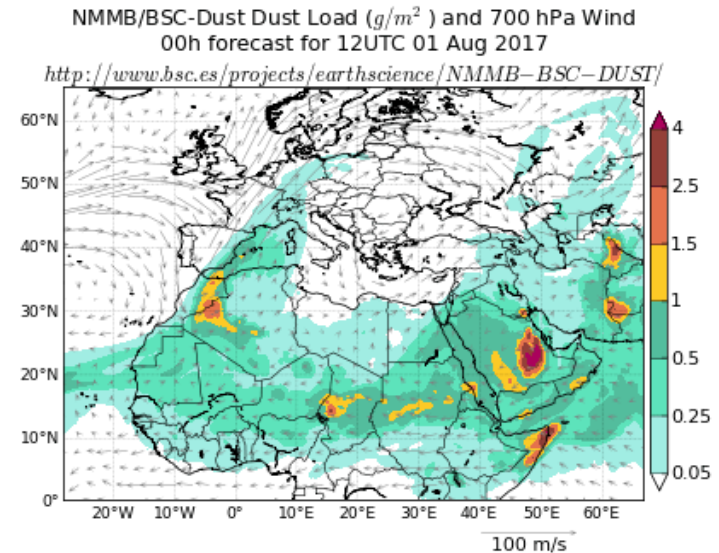 NMMB/BSC-Dust Dust Load (g/m² ) and 700 hPa Wind
00h forecast for 12UTC 01 Aug 2017
http://www.bsc.es/projects/earthscience/NMMB−BSC−DUST/
60°N
50°N
40°N
30°N
20°N
10°N
0°
20°W 10°W 0° 10°E 20°E 30°E 40°E 50°E 60°E
4
2.5
1.5
1
0.5
0.25
0.05
100 m/s